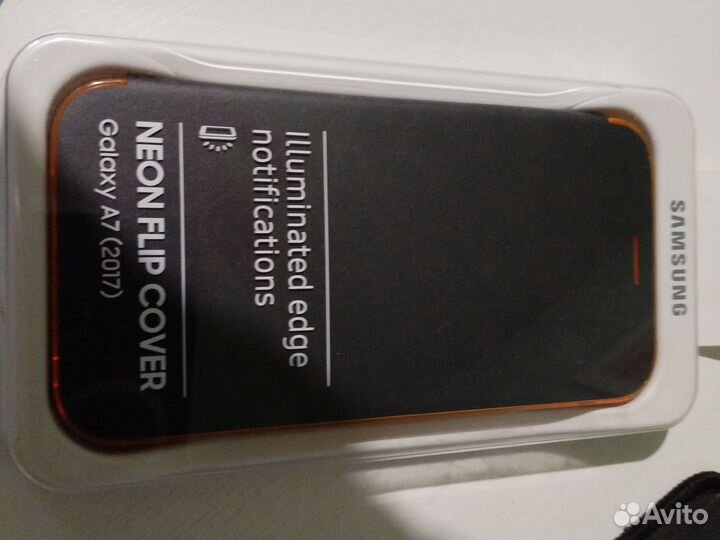 SAMSUNG
Illuminated edge
notifications
NEON FLIP COVER
Galaxy A7 (2017)
Avito